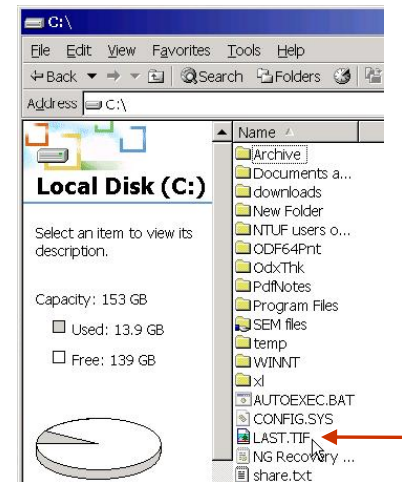 C:\
File Edit View Favorites Tools Help
Back Search Folders
Address C:\
Local Disk (C:)
Select an item to view its
description.
Capacity: 153 GB
Used: 13.9 GB
Free: 139 GB
Name
Archive
Documents a...
downloads
New Folder
NTUF users o...
ODF64Pnt
OdxThk
PdfNotes
Program Files
SEM files
temp
WINNT
xl
AUTOEXEC.BAT
CONFIG.SYS
LAST.TIF
NG Recovery ...
share.txt